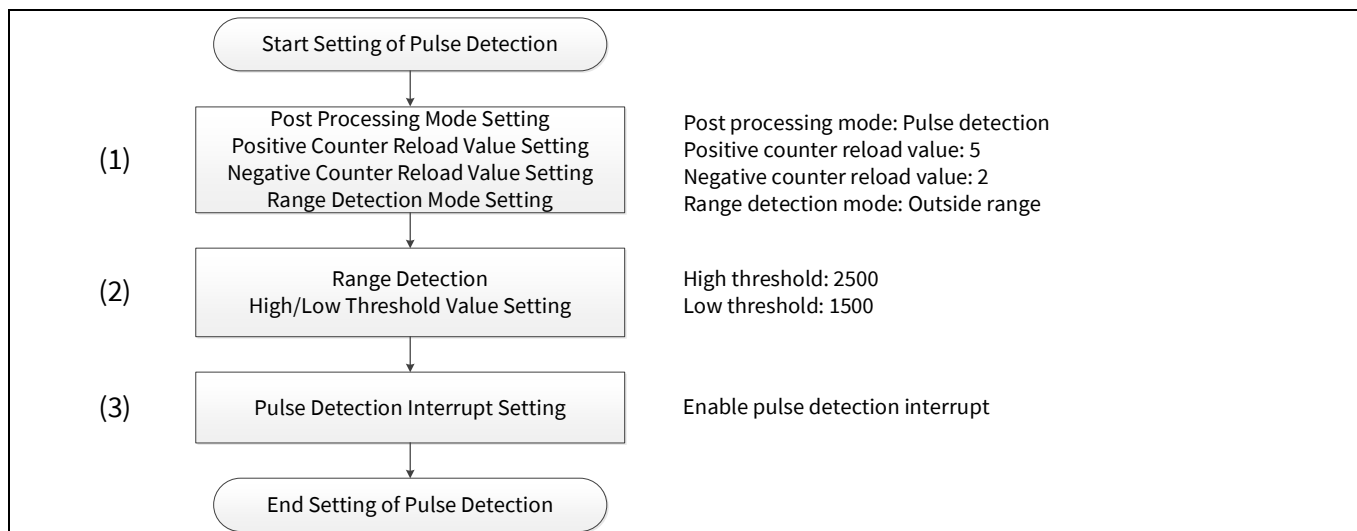 Start Setting of Pulse Detection
(1)
Post Processing Mode Setting
Positive Counter Reload Value Setting
Negative Counter Reload Value Setting
Range Detection Mode Setting
Post processing mode: Pulse detection
Positive counter reload value: 5
Negative counter reload value: 2
Range detection mode: Outside range
(2)
Range Detection
High/Low Threshold Value Setting
High threshold: 2500
Low threshold: 1500
(3)
Pulse Detection Interrupt Setting
Enable pulse detection interrupt
End Setting of Pulse Detection